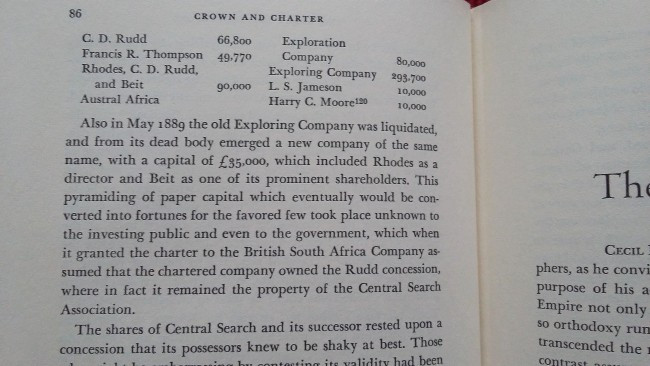 86 CROWN AND CHARTER
C. D. Rudd 66,800
Francis R. Thompson 49,770
Rhodes, C. D. Rudd,
and Beit 90,000
Austral Africa
Exploration
Company 80,000
Exploring Company 293,700
L. S. Jameson 10,000
Harry C. Moore120 10,000
Also in May 1889 the old Exploring Company was liquidated,
and from its dead body emerged a new company of the same
name, with a capital of £35,000, which included Rhodes as a
director and Beit as one of its prominent shareholders. This
pyramiding of paper capital which eventually would be con-
verted into fortunes for the favored few took place unknown to
the investing public and even to the government, which when
it granted the charter to the British South Africa Company as-
sumed that the chartered company owned the Rudd concession,
where in fact it remained the property of the Central Search
Association.
The shares of Central Search and its successor rested upon a
concession that its possessors knew to be shaky at best. Those
by contesting its validity had been
The
CECIL
phers, as he convi
purpose of his a
Empire not only
so orthodoxy run
transcended the
contrast